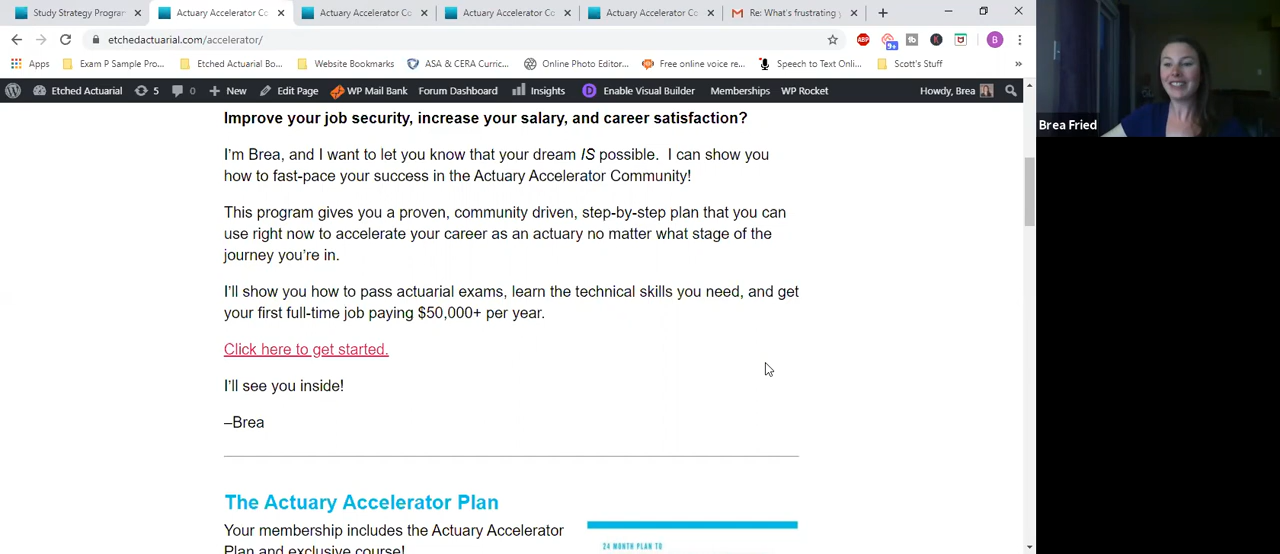 Study Strategy Program
Actuary Accelerator Co
Actuary Accelerator Co
Actuary Accelerator Co
Actuary Accelerator Co
Re: What's frustrating y
etchedactuarial.com/accelerator/
ABP
9+
B
Apps
Exam P Sample Pro...
Etched Actuarial Bo...
Website Bookmarks
ASA & CERA Curric...
Online Photo Editor...
Free online voice re...
Speech to Text Onli...
Scott's Stuff
»
Etched Actuarial
5
0
New
Edit Page
WP Mail Bank
Forum Dashboard
Insights
D
Enable Visual Builder
Memberships
WP Rocket
Howdy, Brea
Brea Fried
Improve your job security, increase your salary, and career satisfaction?
I'm Brea, and I want to let you know that your dream IS possible. I can show you
how to fast-pace your success in the Actuary Accelerator Community!
This program gives you a proven, community driven, step-by-step plan that you can
use right now to accelerate your career as an actuary no matter what stage of the
journey you're in.
I'll show you how to pass actuarial exams, learn the technical skills you need, and get
your first full-time job paying $50,000+ per year.
Click here to get started.
I'll see you inside!
–Brea
The Actuary Accelerator Plan
Your membership includes the Actuary Accelerator
Plan and exclusive course!
24 MONTH PLAN TO